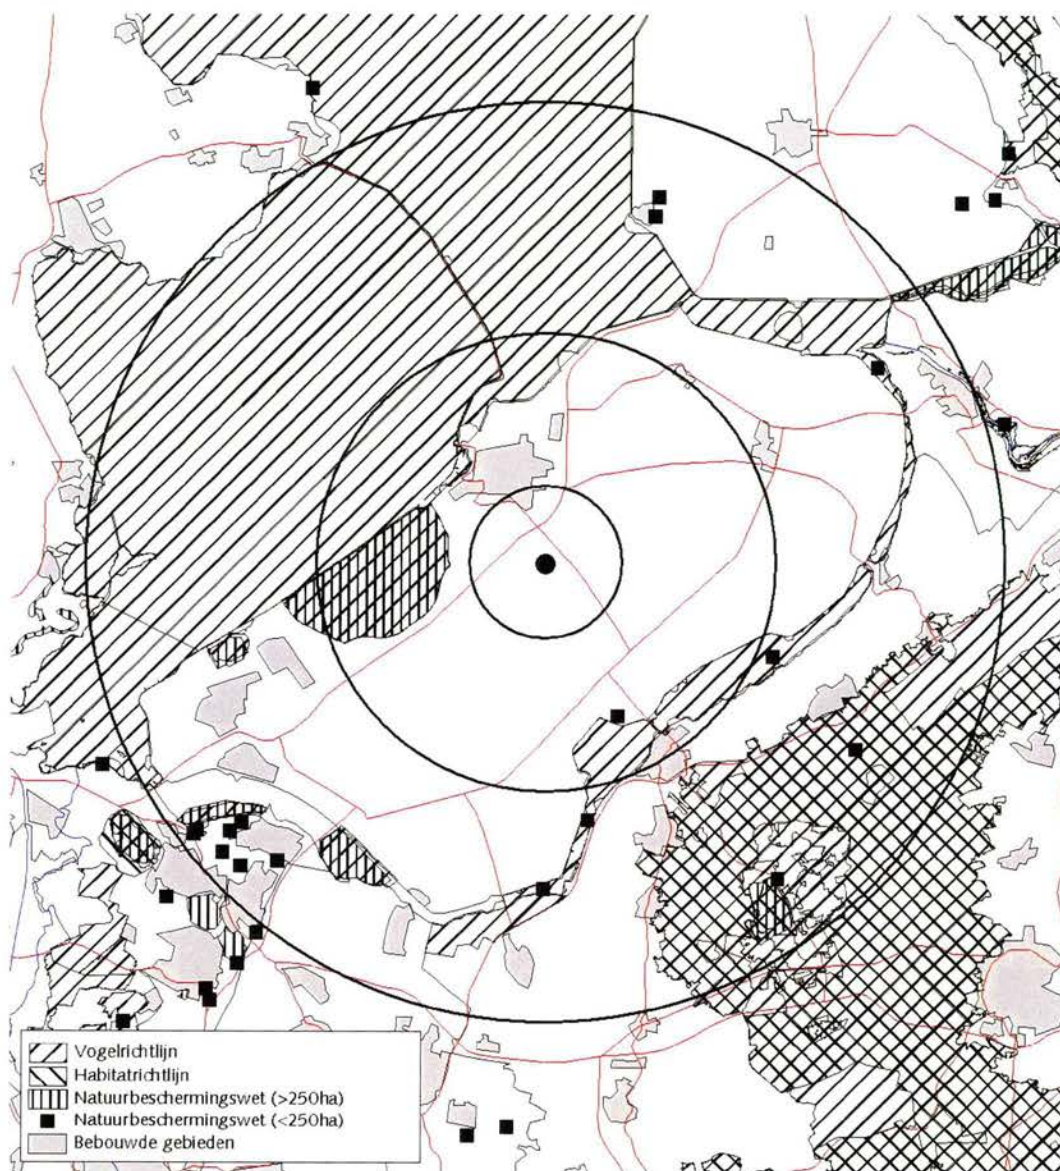 Vogelrichtlijn
Habitatrichtlijn
Natuurbeschermingswet (>250ha)
Natuurbeschermingswet (<250ha)
Bebouwde gebieden